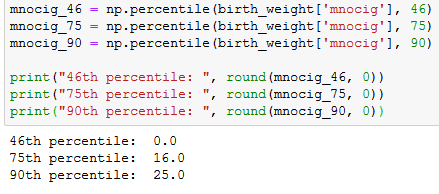 mnocig_46 = np.percentile(birth_weight['mnocig'], 46)
mnocig_75 = np.percentile(birth_weight['mnocig'], 75)
mnocig_90 = np.percentile(birth_weight['mnocig'], 90)
print("46th percentile: ", round(mnocig_46, 0))
print("75th percentile: ", round(mnocig_75, 0))
print("90th percentile: ", round(mnocig_90, 0))
46th percentile:  0.0
75th percentile:  16.0
90th percentile:  25.0